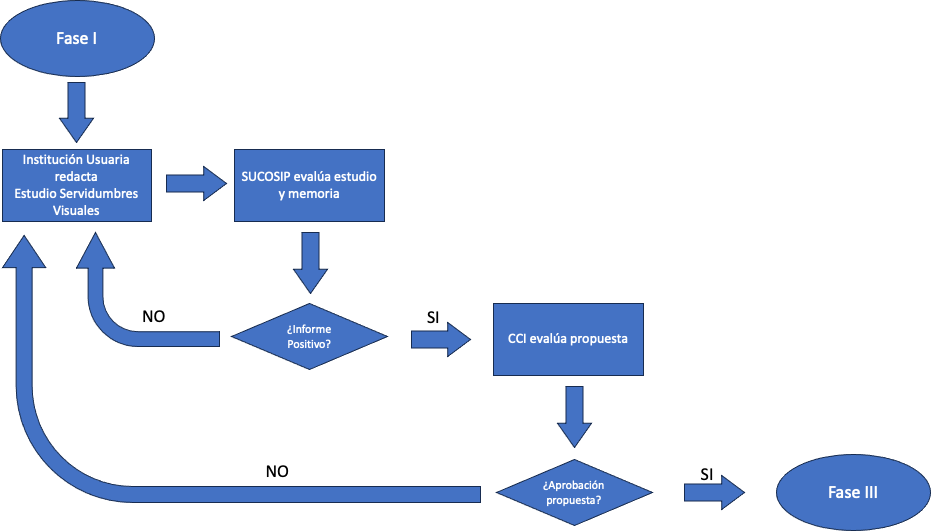 Fase I
Institución Usuaria
redacta
Estudio Servidumbres
Visuales
SUCOSIP evalúa estudio
y memoria
NO
¿Informe
Positivo?
SI
CCI evalúa propuesta
NO
¿Aprobación
propuesta?
SI
Fase III